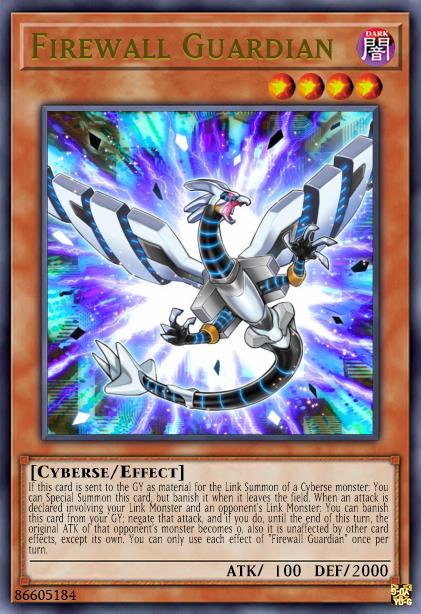 FIREWALL GUARDIAN
DARK
闇
[CYBERSE/EFFECT]
If this card is sent to the GY as material for the Link Summon of a Cyberse monster: You
can Special Summon this card, but banish it when it leaves the field. When an attack is
declared involving your Link Monster and an opponent's Link Monster: You can banish
this card from your GY; negate that attack, and if you do, until the end of this turn, the
original ATK of that opponent's monster becomes 0, also it is unaffected by other card
effects, except its own. You can only use each effect of "Firewall Guardian" once per
turn.
ATK/ 100 DEF/2000
86605184